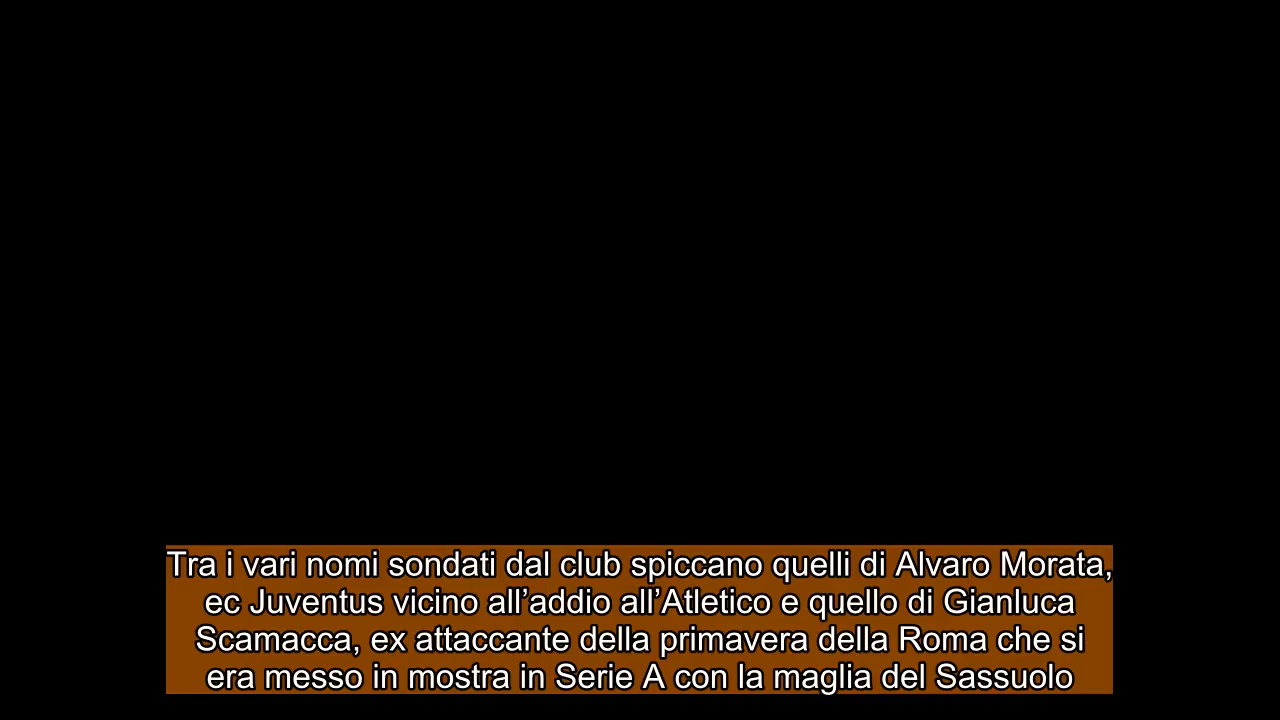 Tra i vari nomi sondati dal club spiccano quelli di Alvaro Morata,
ec Juventus vicino all’addio all’Atletico e quello di Gianluca
Scamacca, ex attaccante della primavera della Roma che si
era messo in mostra in Serie A con la maglia del Sassuolo